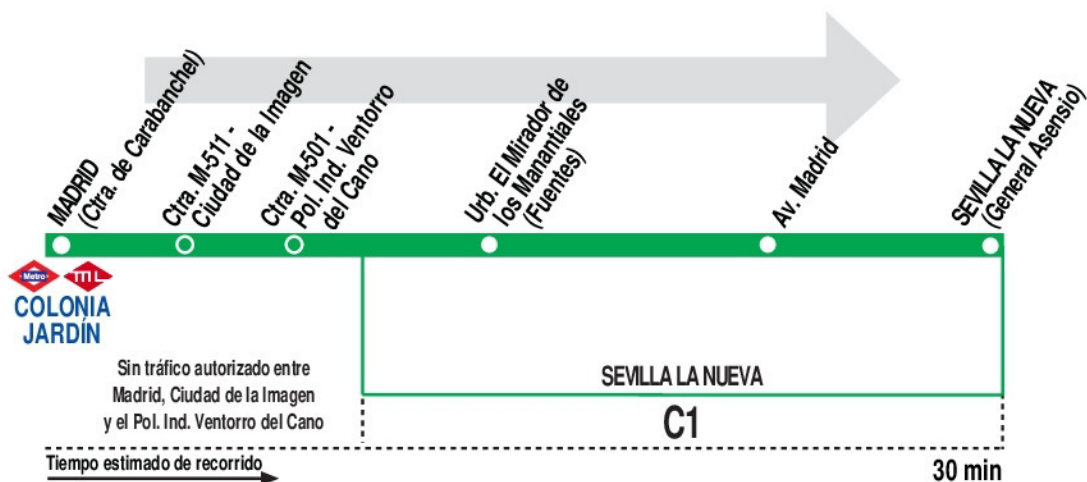 MADRID
(Ctra. de Carabanchel)
Ctra. M-511 -
Ciudad de la Imagen
Ctra. M-501 -
Pol. Ind. Ventorro
del Cano
Urb. El Mirador de
los Manantiales
(Fuentes)
Av. Madrid
SEVILLA LA NUEVA
(General Asensio)
Metro
COLONIA
JARDÍN
Sin tráfico autorizado entre
Madrid, Ciudad de la Imagen
y el Pol. Ind. Ventorro del Cano
SEVILLA LA NUEVA
C1
Tiempo estimado de recorrido
30 min